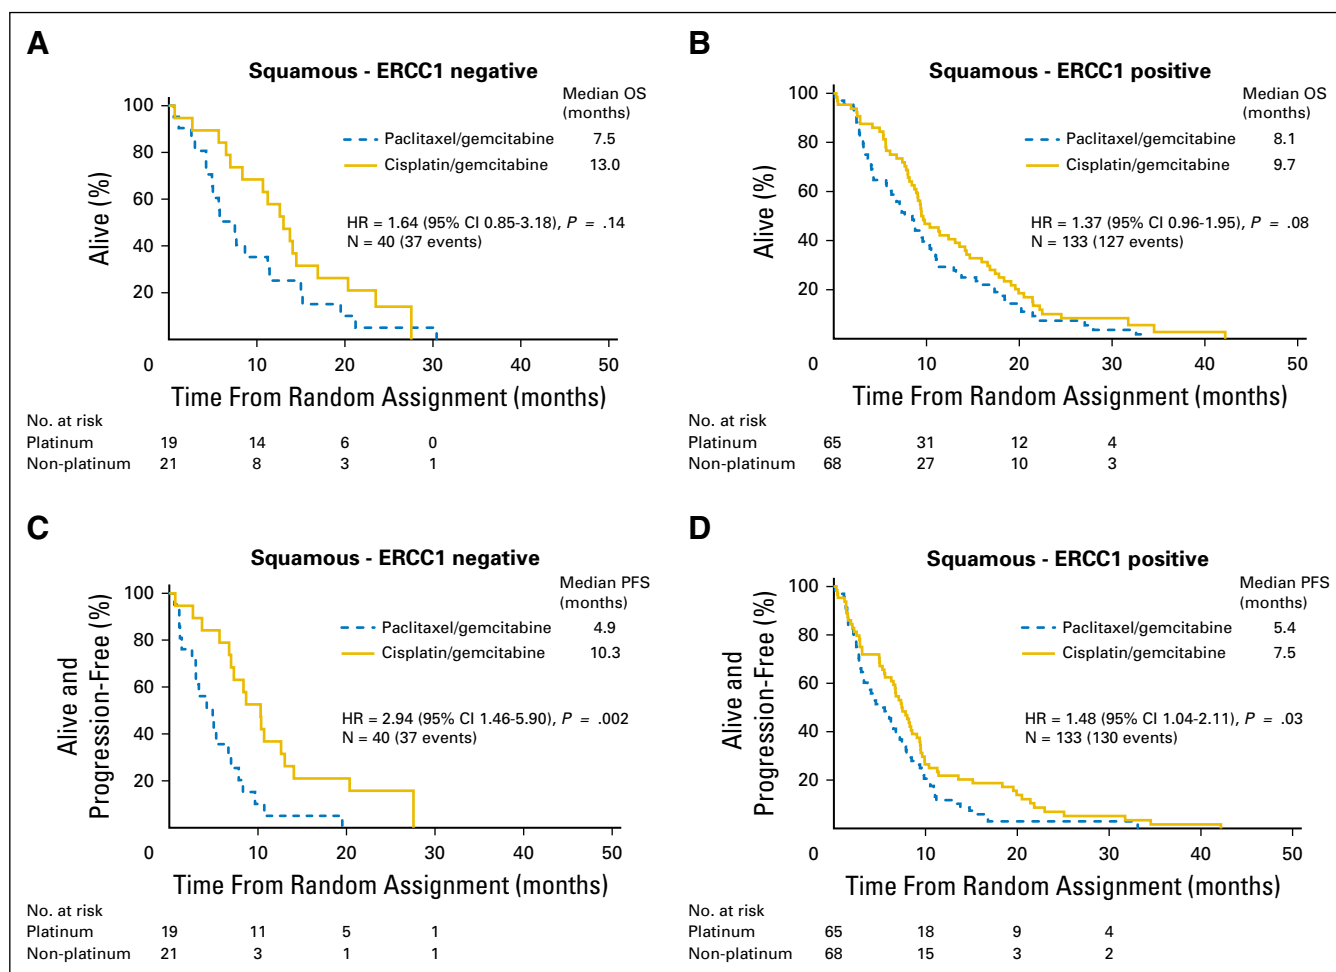 A
Squamous - ERCC1 negative
Median OS
(months)
Paclitaxel/gemcitabine 7.5
Cisplatin/gemcitabine 13.0
HR = 1.64 (95% CI 0.85-3.18), P = .14
N = 40 (37 events)
Alive (%)
100
80
60
40
20
0 10 20 30 40 50
Time From Random Assignment (months)
No. at risk
Platinum 19 14 6 0
Non-platinum 21 8 3 1
B
Squamous - ERCC1 positive
Median OS
(months)
Paclitaxel/gemcitabine 8.1
Cisplatin/gemcitabine 9.7
HR = 1.37 (95% CI 0.96-1.95), P = .08
N = 133 (127 events)
Alive (%)
100
80
60
40
20
0 10 20 30 40 50
Time From Random Assignment (months)
No. at risk
Platinum 65 31 12 4
Non-platinum 68 27 10 3
C
Squamous - ERCC1 negative
Median PFS
(months)
Paclitaxel/gemcitabine 4.9
Cisplatin/gemcitabine 10.3
HR = 2.94 (95% CI 1.46-5.90), P = .002
N = 40 (37 events)
Alive and
Progression-Free (%)
100
80
60
40
20
0 10 20 30 40 50
Time From Random Assignment (months)
No. at risk
Platinum 19 11 5 1
Non-platinum 21 3 1 1
D
Squamous - ERCC1 positive
Median PFS
(months)
Paclitaxel/gemcitabine 5.4
Cisplatin/gemcitabine 7.5
HR = 1.48 (95% CI 1.04-2.11), P = .03
N = 133 (130 events)
Alive and
Progression-Free (%)
100
80
60
40
20
0 10 20 30 40 50
Time From Random Assignment (months)
No. at risk
Platinum 65 18 9 4
Non-platinum 68 15 3 2